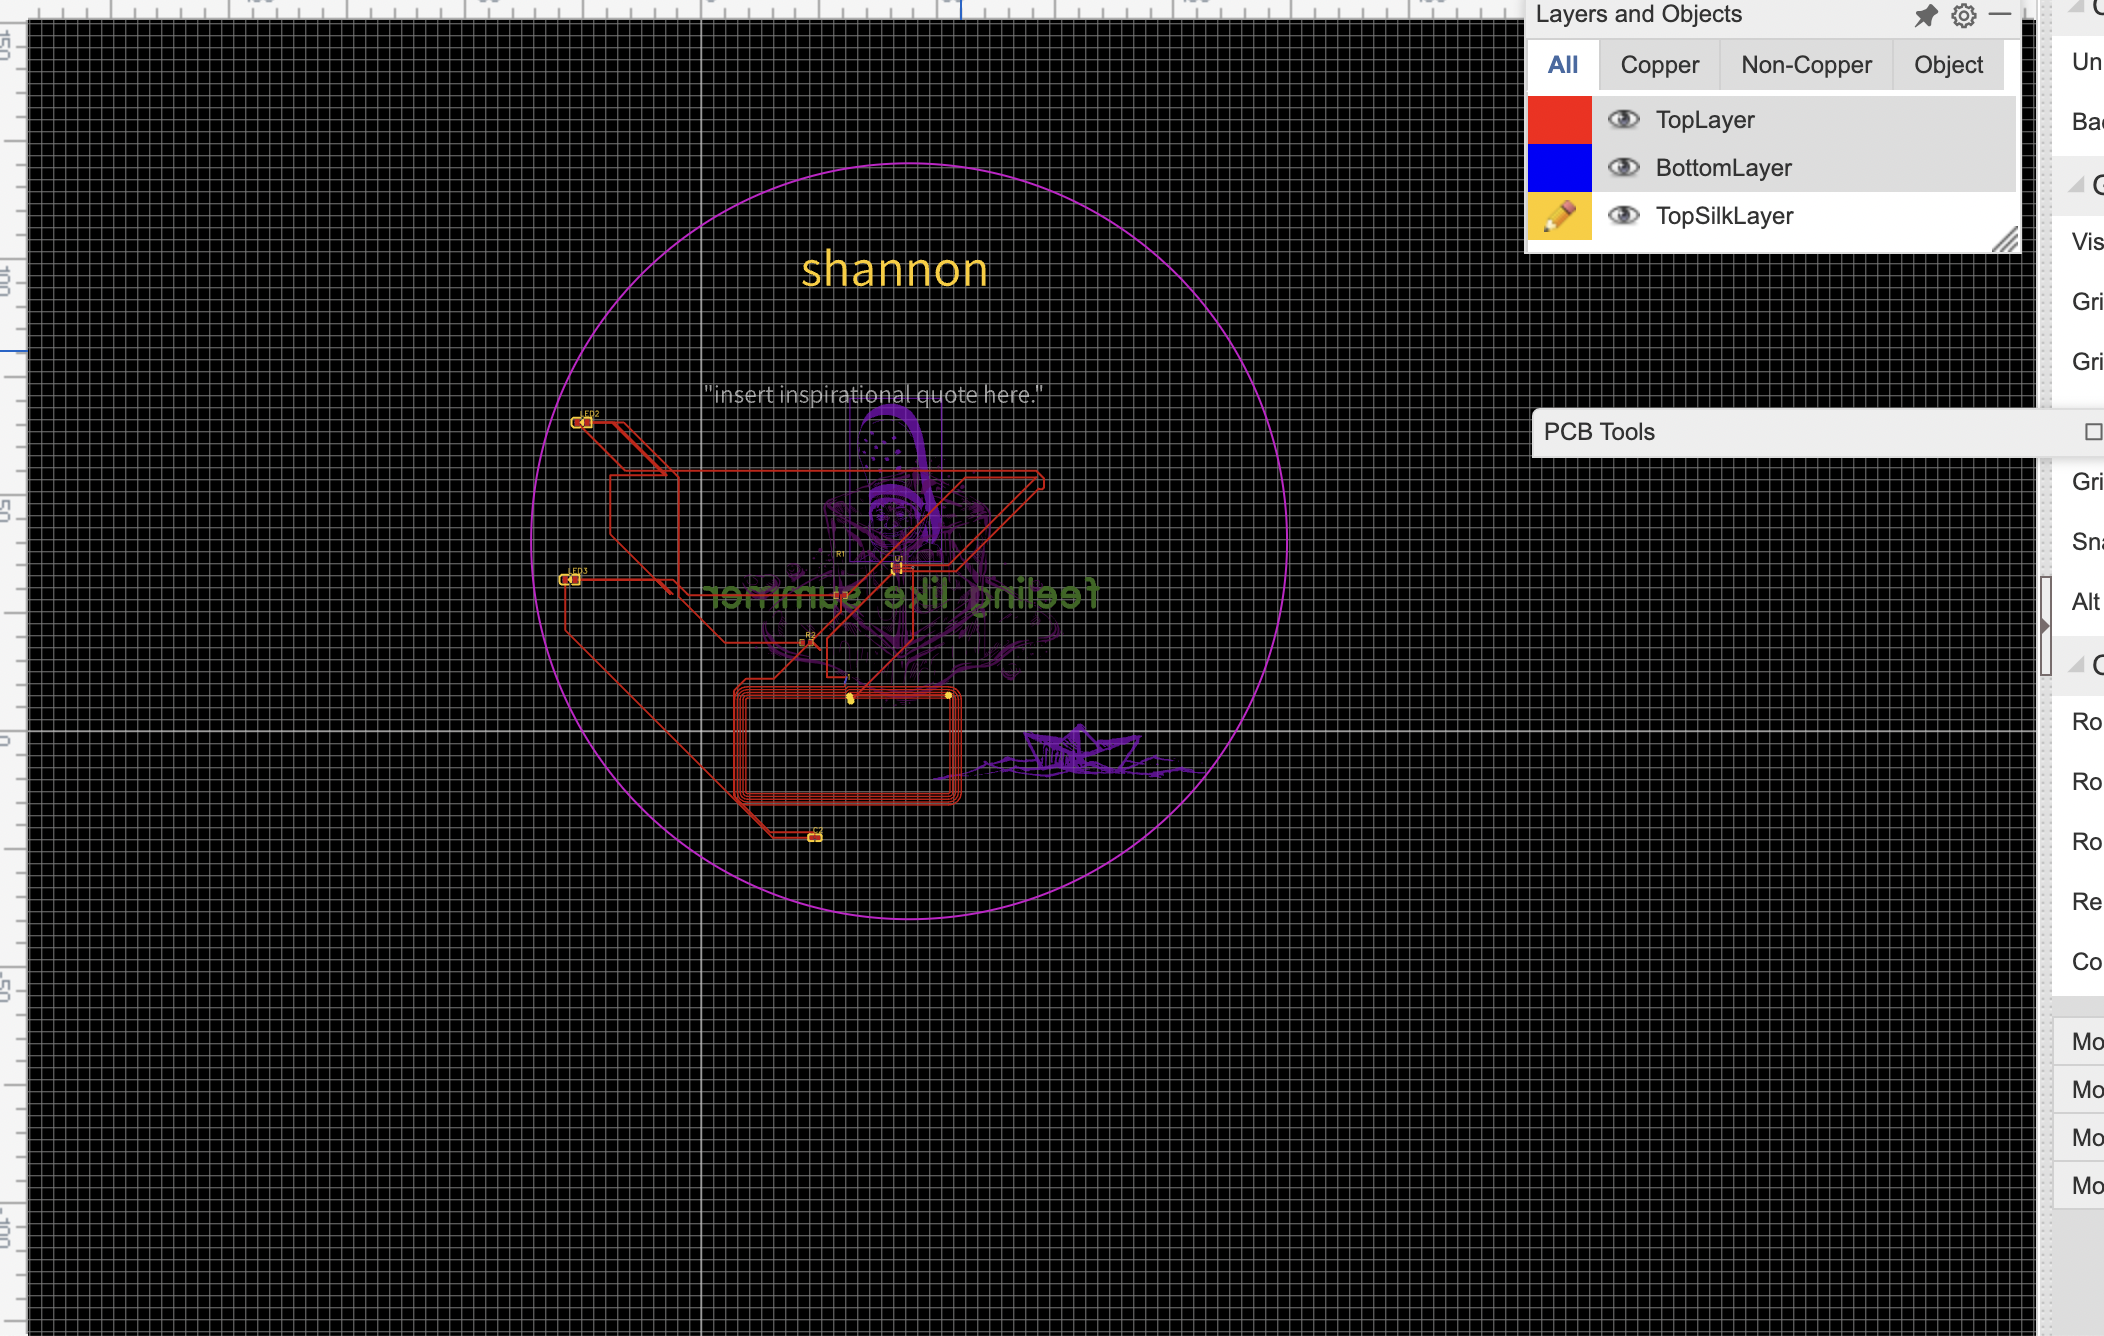 Layers and Objects
All
Copper
Non-Copper
Object
TopLayer
BottomLayer
TopSilkLayer
PCB Tools
Un
Ba
Vis
Gri
Gri
Gri
Sna
Alt
Ro
Ro
Ro
Re
Co
Mo
Mo
Mo
Mo
shannon
"insert inspirational quote here."
LED2
R1
U1
LED3
feeling like summer
R2
150
100
50
0
-50
-100